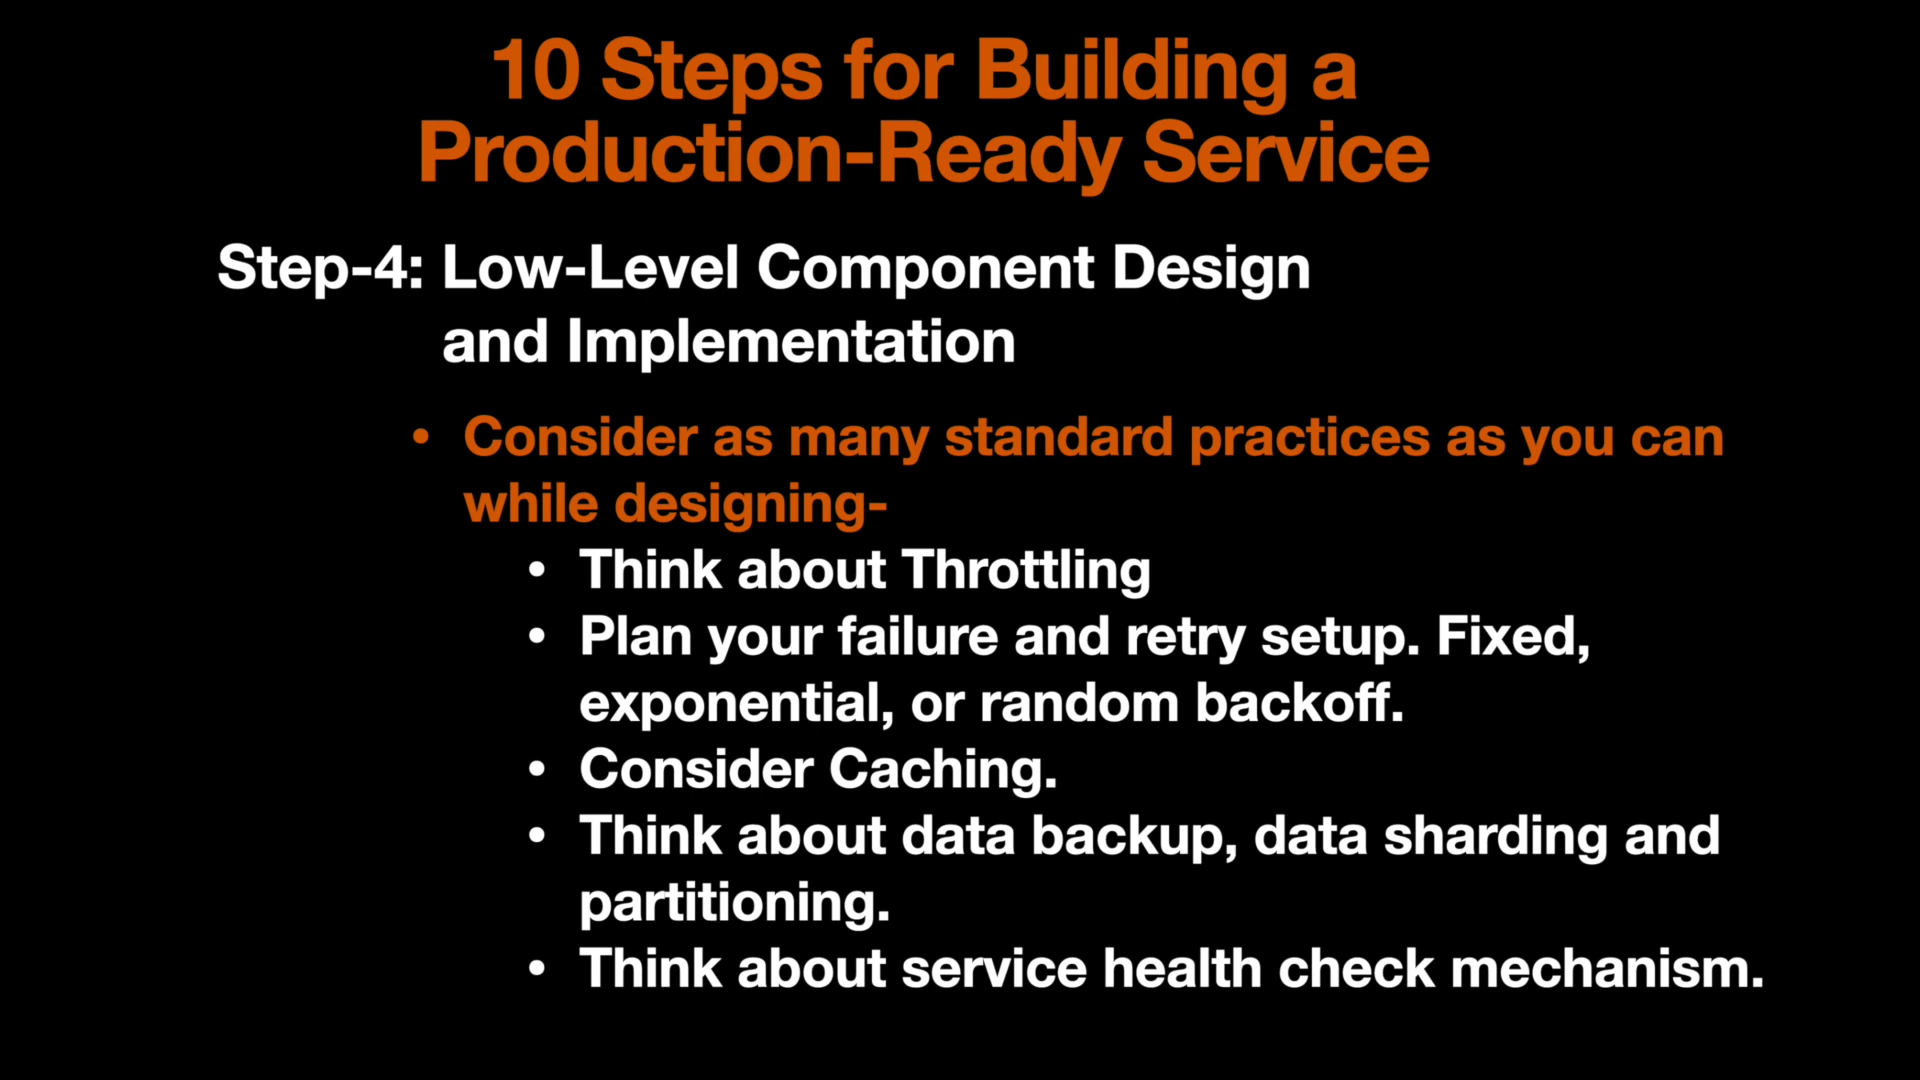 10 Steps for Building a
Production-Ready Service
Step-4: Low-Level Component Design
and Implementation
• Consider as many standard practices as you can
while designing-
• Think about Throttling
• Plan your failure and retry setup. Fixed,
exponential, or random backoff.
• Consider Caching.
• Think about data backup, data sharding and
partitioning.
• Think about service health check mechanism.